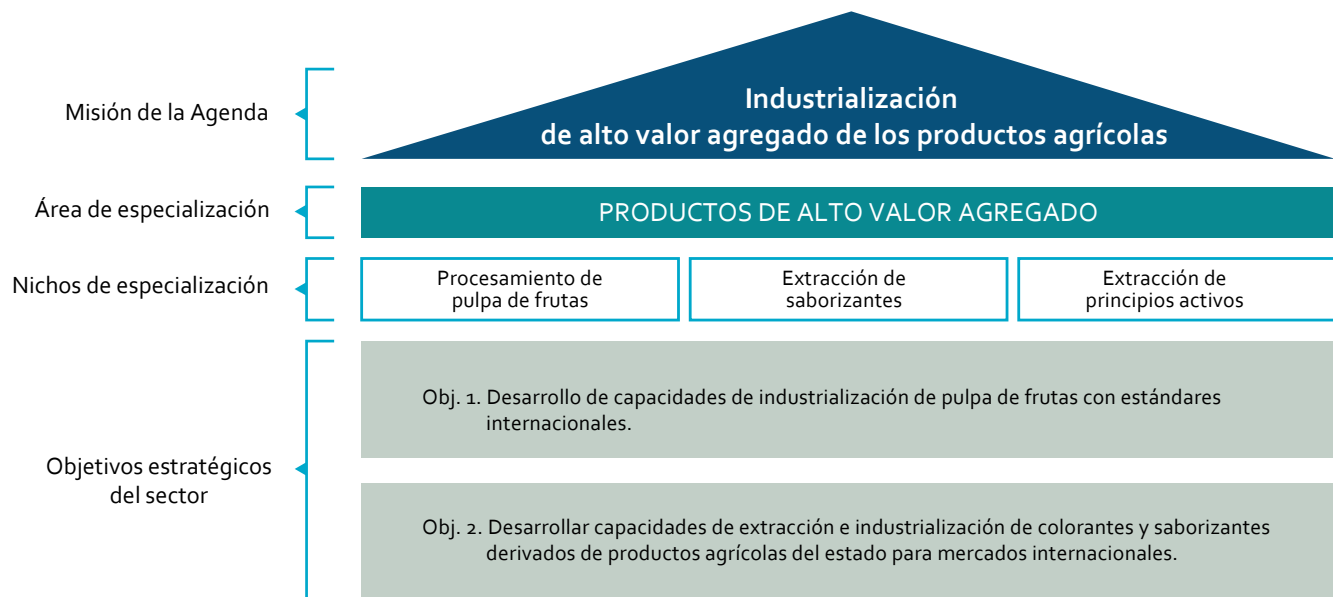 Misión de la Agenda
Industrialización
de alto valor agregado de los productos agrícolas
Área de especialización
PRODUCTOS DE ALTO VALOR AGREGADO
Nichos de especialización
Procesamiento de
pulpa de frutas
Extracción de
saborizantes
Extracción de
principios activos
Objetivos estratégicos
del sector
Obj. 1. Desarrollo de capacidades de industrialización de pulpa de frutas con estándares
internacionales.
Obj. 2. Desarrollar capacidades de extracción e industrialización de colorantes y saborizantes
derivados de productos agrícolas del estado para mercados internacionales.